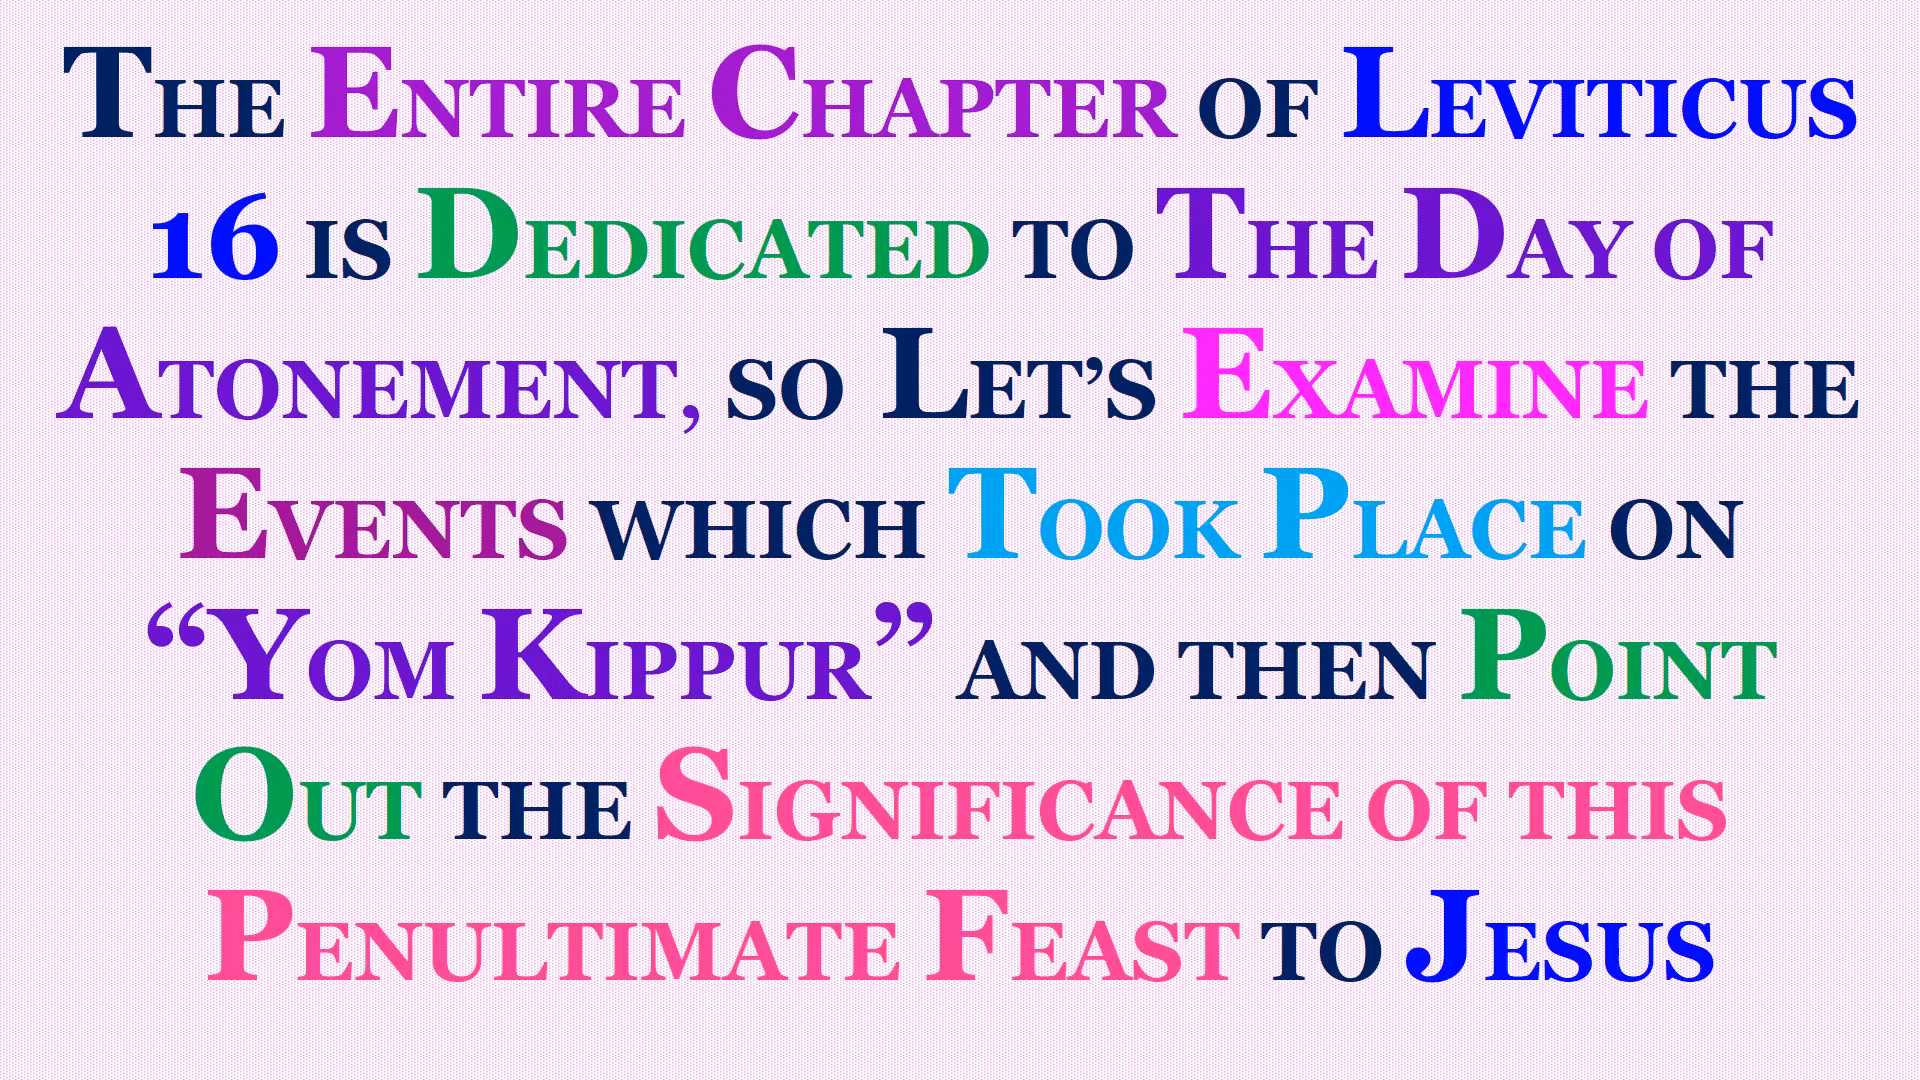 The Entire Chapter of Leviticus
16 is Dedicated to The Day of
Atonement, so Let’s Examine the
Events which Took Place on
“Yom Kippur” and then Point
Out the Significance of this
Penultimate Feast to Jesus